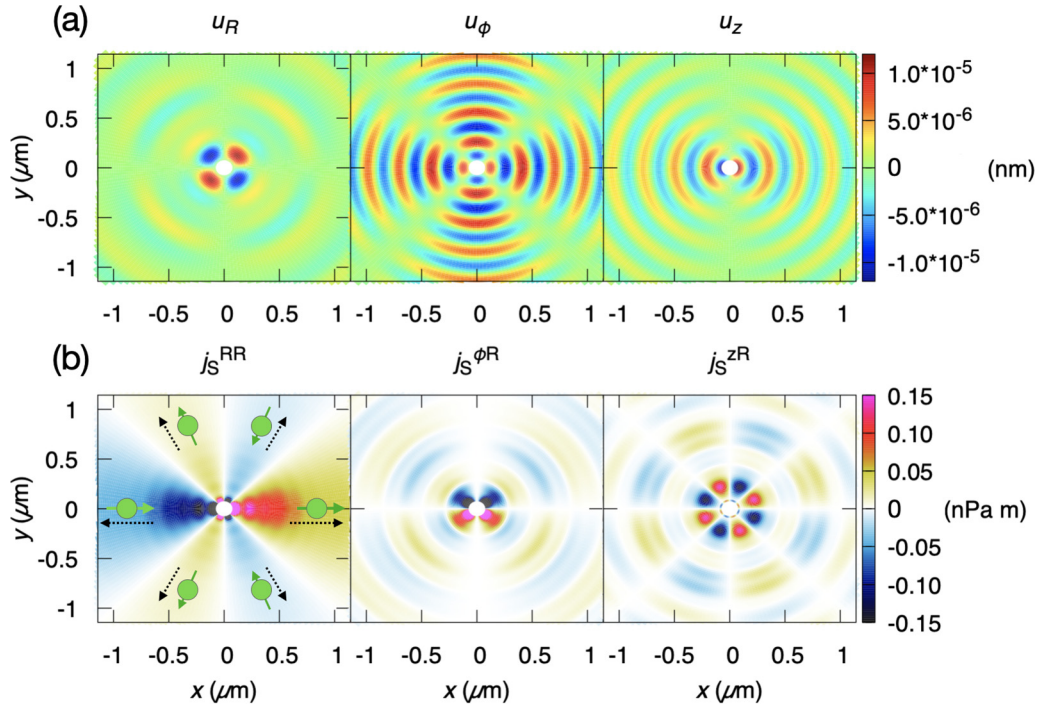 (a)
u_R u_ϕ u_z
1
0.5
0
-0.5
-1
y (μm)
1.0*10⁻⁵
5.0*10⁻⁶
0
-5.0*10⁻⁶
-1.0*10⁻⁵
(nm)
-1 -0.5 0 0.5 1 -1 -0.5 0 0.5 1 -1 -0.5 0 0.5 1
(b)
j_S^RR j_S^ϕR j_S^zR
1
0.5
0
-0.5
-1
y (μm)
0.15
0.10
0.05
0
-0.05
-0.10
-0.15
(nPa m)
-1 -0.5 0 0.5 1 -1 -0.5 0 0.5 1 -1 -0.5 0 0.5 1
x (μm) x (μm) x (μm)